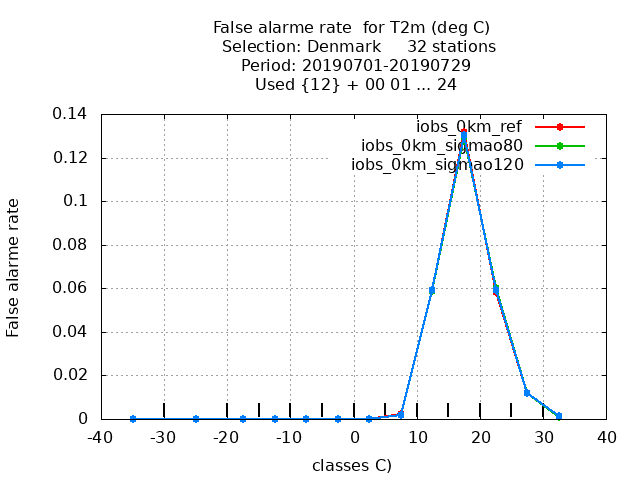 False alarme rate  for T2m (deg C)
Selection: Denmark     32 stations
Period: 20190701-20190729
Used {12} + 00 01 ... 24
iobs_0km_ref
iobs_0km_sigmao80
iobs_0km_sigmao120
False alarme rate
0.14
0.12
0.1
0.08
0.06
0.04
0.02
0
-40 -30 -20 -10 0 10 20 30 40
classes C)